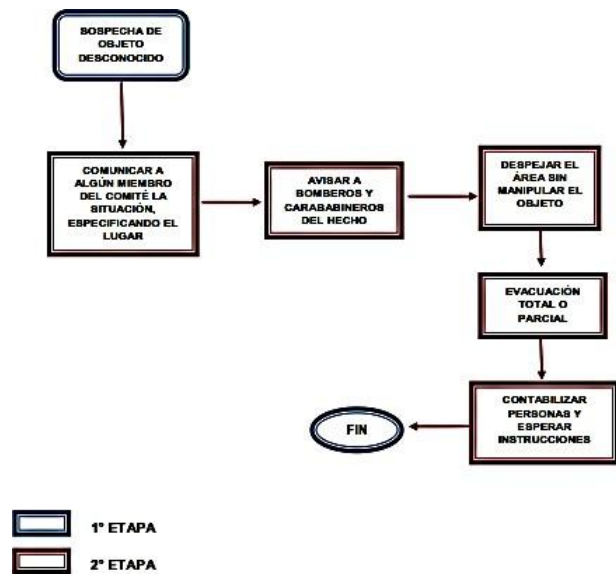 SOSPECHA DE
OBJETO
DESCONOCIDO
COMUNICAR A
ALGÚN MIEMBRO
DEL COMITÉ LA
SITUACIÓN,
ESPECIFICANDO EL
LUGAR
AVISAR A
BOMBEROS Y
CARABABINEROS
DEL HECHO
DESPEJAR EL
ÁREA SIN
MANIPULAR EL
OBJETO
EVACUACIÓN
TOTAL O
PARCIAL
CONTABILIZAR
PERSONAS Y
ESPERAR
INSTRUCCIONES
FIN
1° ETAPA
2° ETAPA